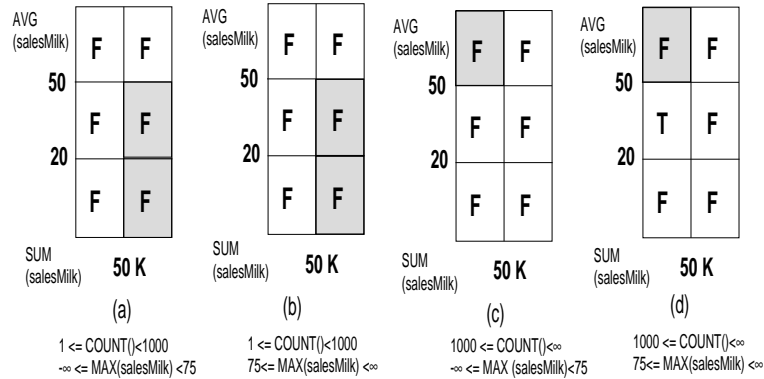 AVG
(salesMilk)
F F
50
F F
20
F F
SUM
(salesMilk)
50 K
(a)
1 <= COUNT()<1000
-∞ <= MAX(salesMilk) <75
AVG
(salesMilk)
F F
50
F F
20
F F
SUM
(salesMilk)
50 K
(b)
1 <= COUNT()<1000
75<= MAX(salesMilk) <∞
AVG
(salesMilk)
F F
50
F F
20
F F
SUM
(salesMilk)
50 K
(c)
1000 <= COUNT()<∞
-∞ <= MAX (salesMilk)<75
AVG
(salesMilk)
F F
50
T F
20
F F
SUM
(salesMilk)
50 K
(d)
1000 <= COUNT()<∞
75<= MAX(salesMilk) <∞